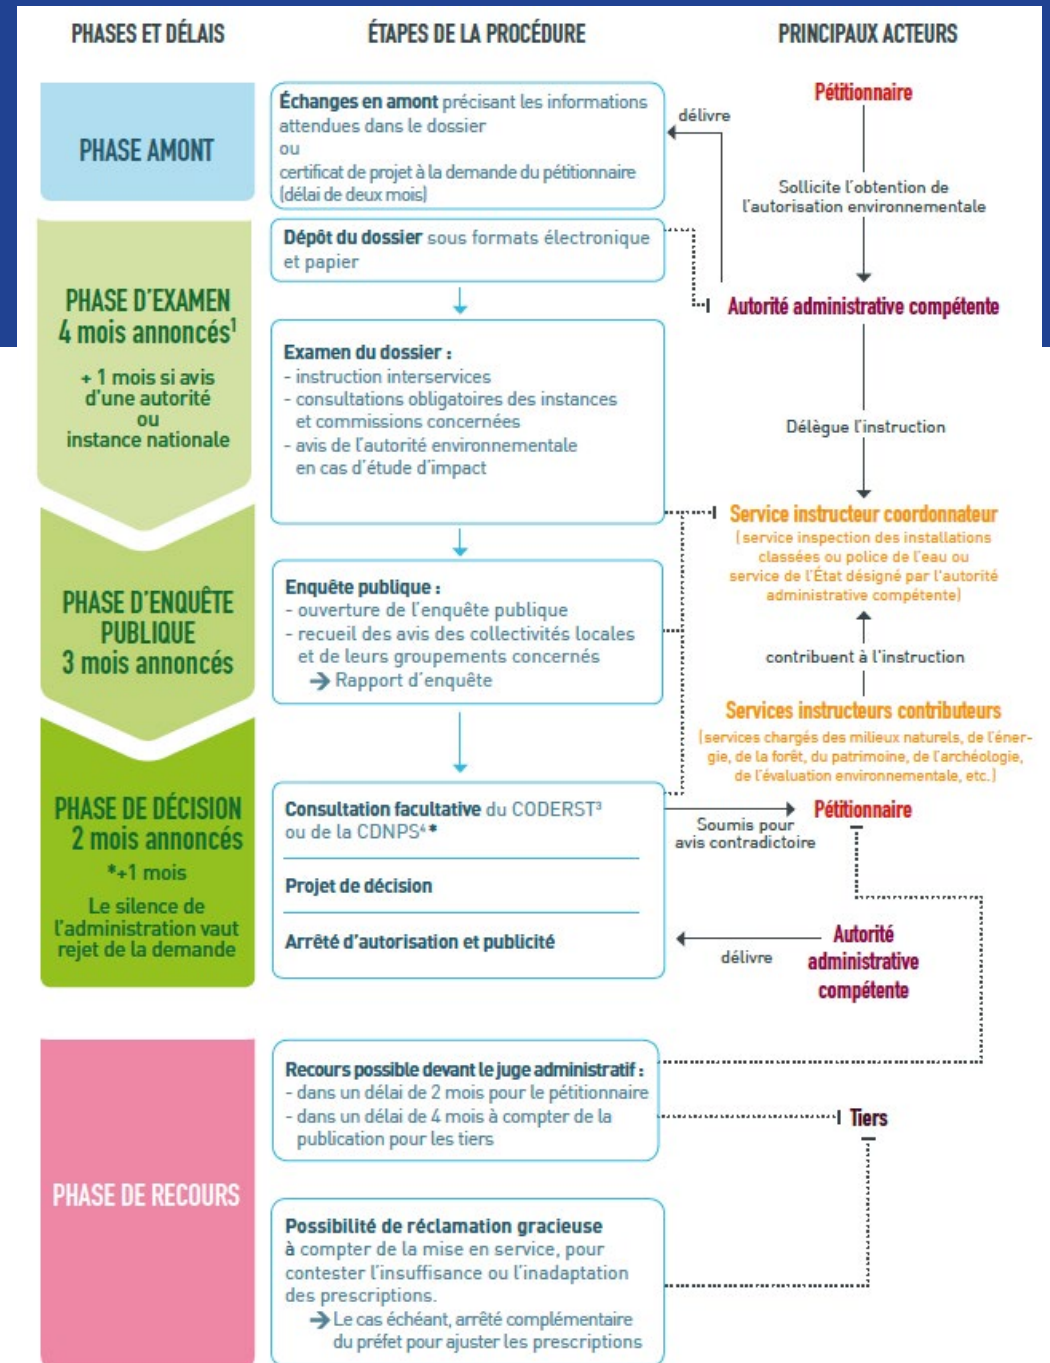 PHASES ET DÉLAIS
ÉTAPES DE LA PROCÉDURE
PRINCIPAUX ACTEURS
PHASE AMONT
Échanges en amont précisant les informations
attendues dans le dossier
ou
certificat de projet à la demande du pétitionnaire
(délai de deux mois)
délivre
Pétitionnaire
Sollicite l'obtention de
l'autorisation environnementale
PHASE D'EXAMEN
4 mois annoncés¹
+ 1 mois si avis
d'une autorité
ou
instance nationale
Dépôt du dossier sous formats électronique
et papier
Autorité administrative compétente
Examen du dossier :
- instruction interservices
- consultations obligatoires des instances
et commissions concernées
- avis de l'autorité environnementale
en cas d'étude d'impact
Délègue l'instruction
Service instructeur coordonnateur
(service inspection des installations
classées ou police de l'eau ou
service de l'État désigné par l'autorité
administrative compétente)
PHASE D'ENQUÊTE
PUBLIQUE
3 mois annoncés
Enquête publique :
- ouverture de l'enquête publique
- recueil des avis des collectivités locales
et de leurs groupements concernés
→ Rapport d'enquête
contribuent à l'instruction
Services instructeurs contributeurs
(services chargés des milieux naturels, de l'éner-
gie, de la forêt, du patrimoine, de l'archéologie,
de l'évaluation environnementale, etc.)
PHASE DE DÉCISION
2 mois annoncés
*+1 mois
Le silence de
l'administration vaut
rejet de la demande
Consultation facultative du CODERST³
ou de la CDNPS⁴ *
Projet de décision
Arrêté d'autorisation et publicité
Soumis pour
avis contradictoire
Pétitionnaire
délivre
Autorité
administrative
compétente
PHASE DE RECOURS
Recours possible devant le juge administratif :
- dans un délai de 2 mois pour le pétitionnaire
- dans un délai de 4 mois à compter de la
publication pour les tiers
Tiers
Possibilité de réclamation gracieuse
à compter de la mise en service, pour
contester l'insuffisance ou l'inadaptation
des prescriptions.
→ Le cas échéant, arrêté complémentaire
du préfet pour ajuster les prescriptions